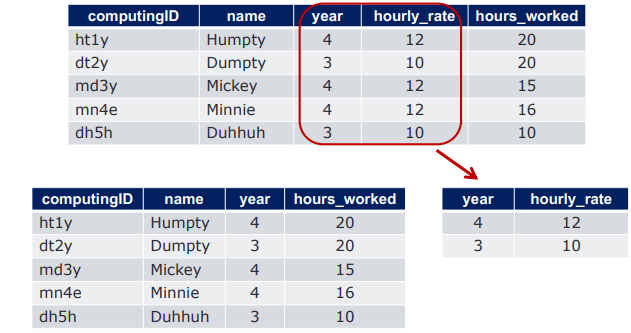 computingID name year hourly_rate hours_worked
ht1y Humpty 4 12 20
dt2y Dumpty 3 10 20
md3y Mickey 4 12 15
mn4e Minnie 4 12 16
dh5h Duhhuh 3 10 10
computingID name year hours_worked
ht1y Humpty 4 20
dt2y Dumpty 3 20
md3y Mickey 4 15
mn4e Minnie 4 16
dh5h Duhhuh 3 10
year hourly_rate
4 12
3 10